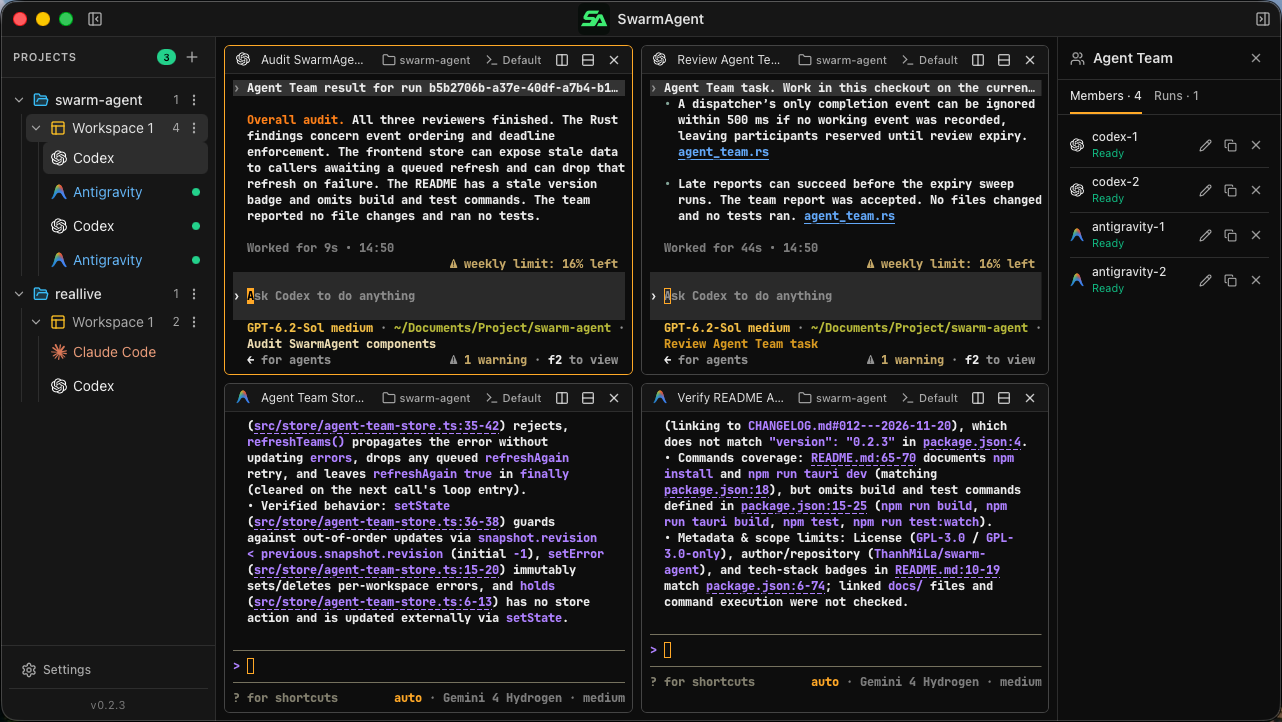 SwarmAgent
PROJECTS 3 +
swarm-agent 1
Workspace 1 4
Codex
Antigravity
Codex
Antigravity
reallive 1
Workspace 1 2
Claude Code
Codex
Settings
v0.2.3
Audit SwarmAge... swarm-agent >_ Default
› Agent Team result for run b5b2706b-a37e-40df-a7b4-b1…
Overall audit. All three reviewers finished. The Rust
findings concern event ordering and deadline
enforcement. The frontend store can expose stale data
to callers awaiting a queued refresh and can drop that
refresh on failure. The README has a stale version
badge and omits build and test commands. The team
reported no file changes and ran no tests.
Worked for 9s • 14:50
⚠ weekly limit: 16% left
› Ask Codex to do anything
GPT-6.2-Sol medium · ~/Documents/Project/swarm-agent ·
Audit SwarmAgent components
← for agents ⚠ 1 warning · f2 to view
Review Agent Te... swarm-agent >_ Default
› Agent Team task. Work in this checkout on the curren…
• A dispatcher’s only completion event can be ignored
within 500 ms if no working event was recorded,
leaving participants reserved until review expiry.
agent_team.rs
• Late reports can succeed before the expiry sweep
runs. The team report was accepted. No files changed
and no tests ran. agent_team.rs
Worked for 44s • 14:50
⚠ weekly limit: 16% left
› Ask Codex to do anything
GPT-6.2-Sol medium · ~/Documents/Project/swarm-agent ·
Review Agent Team task
← for agents ⚠ 1 warning · f2 to view
Agent Team Stor... swarm-agent >_ Default
(src/store/agent-team-store.ts:35-42) rejects,
refreshTeams() propagates the error without
updating errors, drops any queued refreshAgain
retry, and leaves refreshAgain true in finally
(cleared on the next call's loop entry).
• Verified behavior: setState
(src/store/agent-team-store.ts:36-38) guards
against out-of-order updates via snapshot.revision
< previous.snapshot.revision (initial -1), setError
(src/store/agent-team-store.ts:15-20) immutably
sets/deletes per-workspace errors, and holds
(src/store/agent-team-store.ts:6-13) has no store
action and is updated externally via setState.
>
? for shortcuts auto · Gemini 4 Hydrogen · medium
Verify README A... swarm-agent >_ Default
(linking to CHANGELOG.md#012---2026-11-20), which
does not match "version": "0.2.3" in package.json:4.
• Commands coverage: README.md:65-70 documents npm
install and npm run tauri dev (matching
package.json:18), but omits build and test commands
defined in package.json:15-25 (npm run build, npm
run tauri build, npm test, npm run test:watch).
• Metadata & scope limits: License (GPL-3.0 / GPL-
3.0-only), author/repository (ThanhMiLa/swarm-
agent), and tech-stack badges in README.md:10-19
match package.json:6-74; linked docs/ files and
command execution were not checked.
>
? for shortcuts auto · Gemini 4 Hydrogen · medium
Agent Team
Members · 4 Runs · 1
codex-1
Ready
codex-2
Ready
antigravity-1
Ready
antigravity-2
Ready